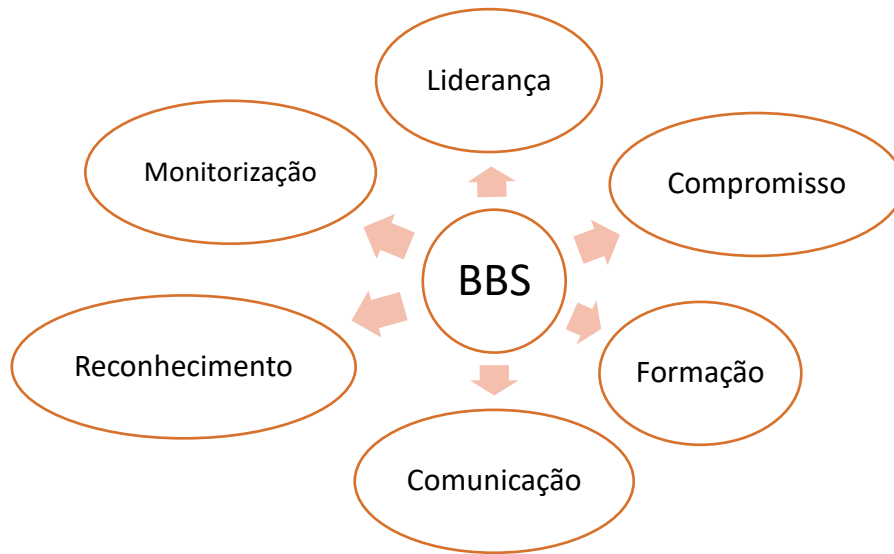 Liderança
Monitorização
Compromisso
BBS
Reconhecimento
Formação
Comunicação